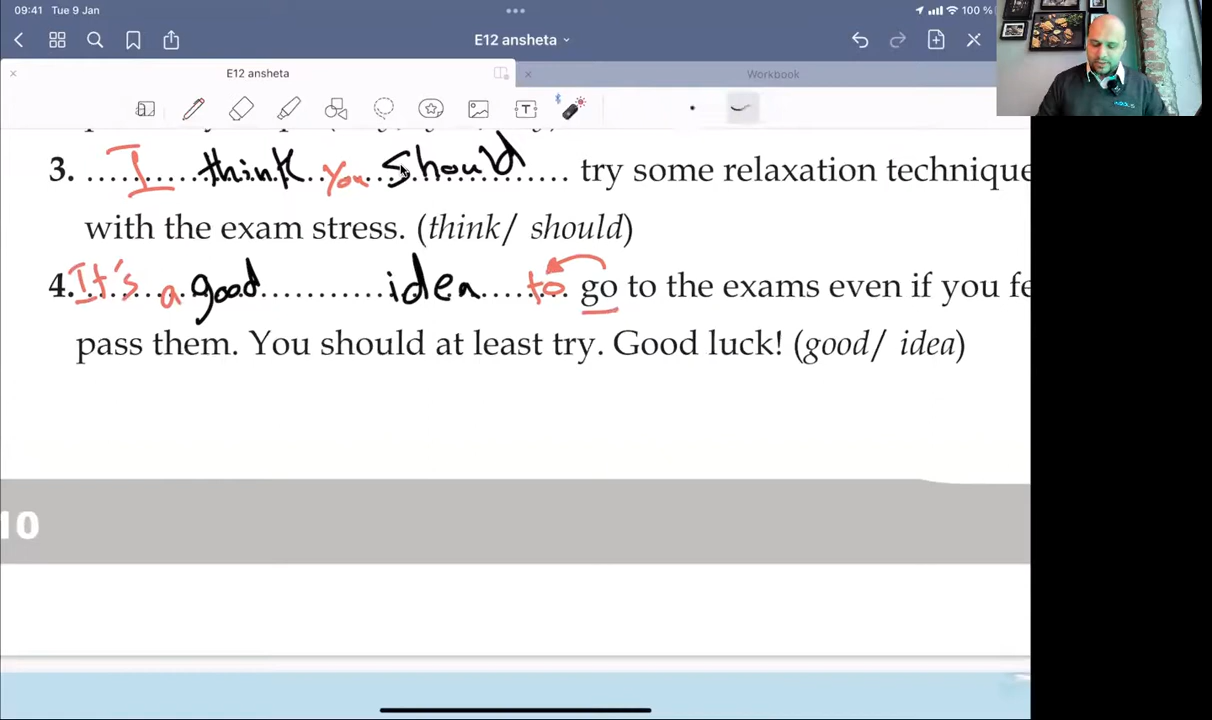 09:41 Tue 9 Jan
100 %
E12 ansheta
E12 ansheta
Workbook
3. I think you should try some relaxation technique
with the exam stress. (think/ should)
4. It's a good idea to go to the exams even if you fe
pass them. You should at least try. Good luck! (good/ idea)
10